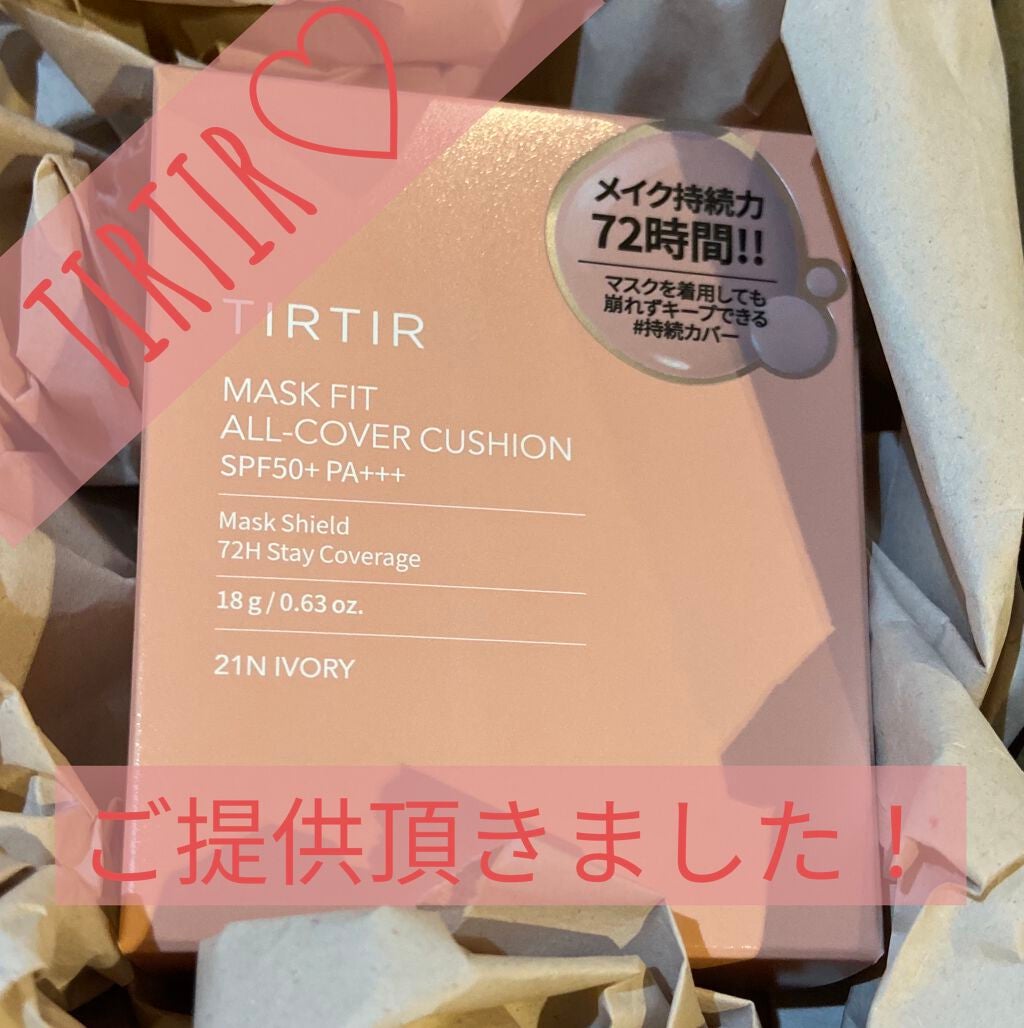 TIRTIR♡
メイク持続力
72時間!!
マスクを着用しても
崩れずキープできる
#持続カバー
TIRTIR
MASK FIT
ALL-COVER CUSHION
SPF50+ PA+++
Mask Shield
72H Stay Coverage
18 g / 0.63 oz.
21N IVORY
ご提供頂きました！